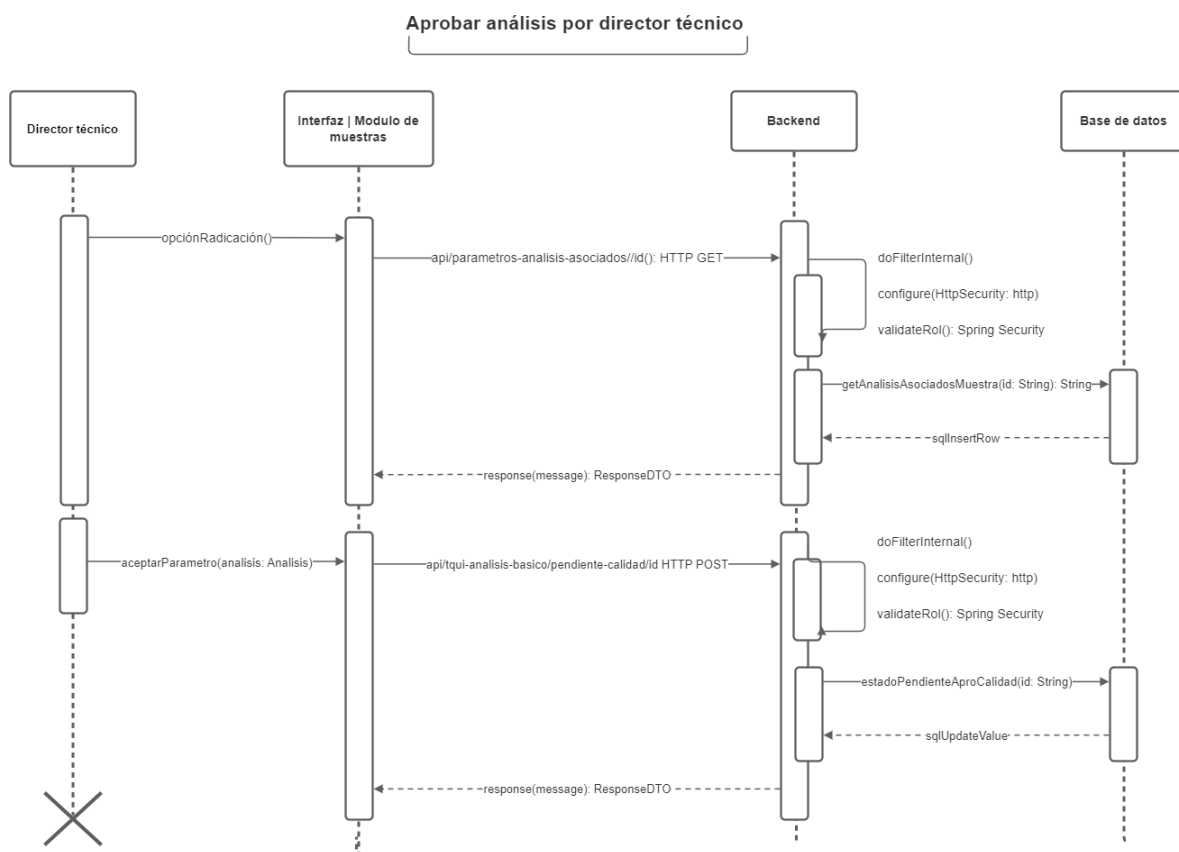 Aprobar análisis por director técnico
Director técnico
Interfaz | Modulo de
muestras
Backend
Base de datos
opciónRadicación()
api/parametros-analisis-asociados//id(): HTTP GET
doFilterInternal()
configure(HttpSecurity: http)
validateRol(): Spring Security
getAnalisisAsociadosMuestra(id: String): String
sqlInsertRow
response(message): ResponseDTO
aceptarParametro(analisis: Analisis)
api/tqui-analisis-basico/pendiente-calidad/id HTTP POST
doFilterInternal()
configure(HttpSecurity: http)
validateRol(): Spring Security
estadoPendienteAproCalidad(id: String)
sqlUpdateValue
response(message): ResponseDTO